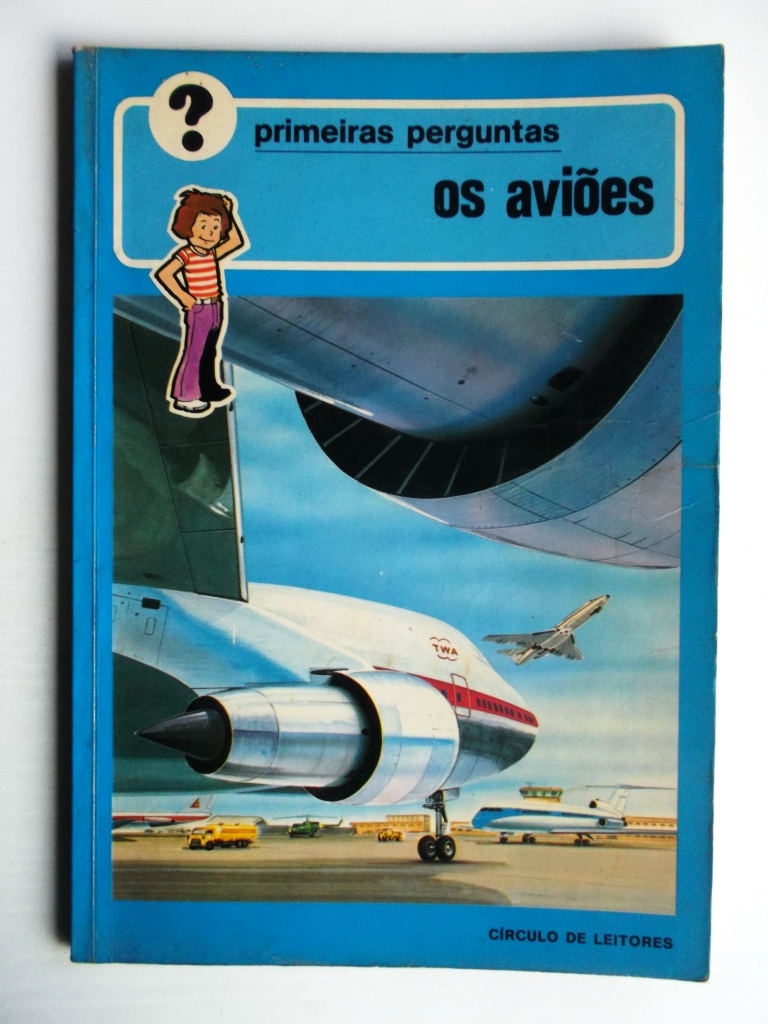 ?
primeiras perguntas
os aviões
TWA
CÍRCULO DE LEITORES